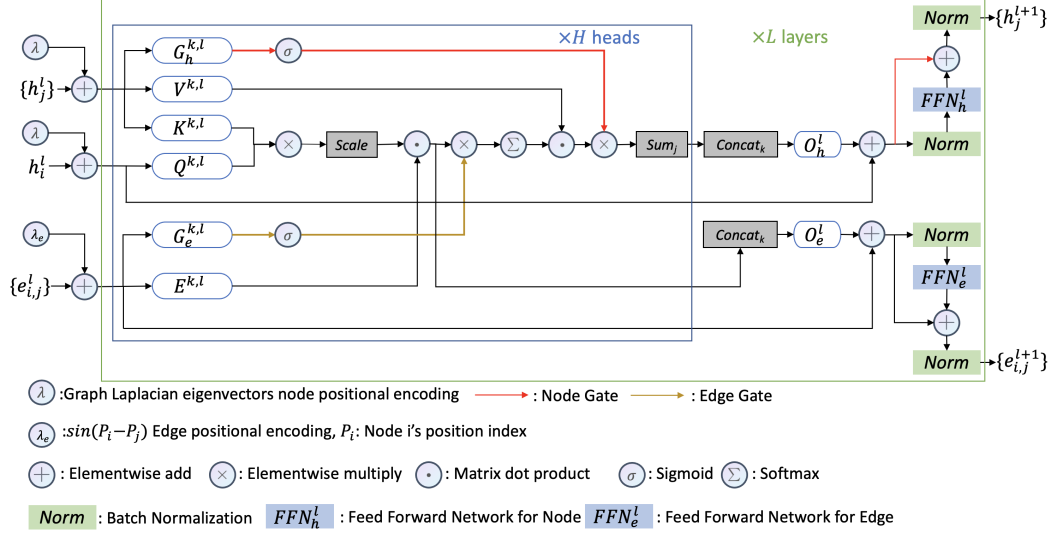 Norm {h_j^{l+1}}
×H heads ×L layers
λ G_h^{k,l} σ +
{h_j^l} + V^{k,l} FFN_h^l
λ K^{k,l}
h_i^l + Q^{k,l} × Scale · × Σ · × Sum_j Concat_k O_h^l + Norm
λ_e G_e^{k,l} σ Concat_k O_e^l + Norm
{e_{i,j}^l} + E^{k,l} FFN_e^l
+
Norm {e_{i,j}^{l+1}}
λ :Graph Laplacian eigenvectors node positional encoding : Node Gate : Edge Gate
λ_e :sin(P_i−P_j) Edge positional encoding, P_i: Node i's position index
+ : Elementwise add × : Elementwise multiply · : Matrix dot product σ : Sigmoid Σ : Softmax
Norm : Batch Normalization FFN_h^l : Feed Forward Network for Node FFN_e^l : Feed Forward Network for Edge